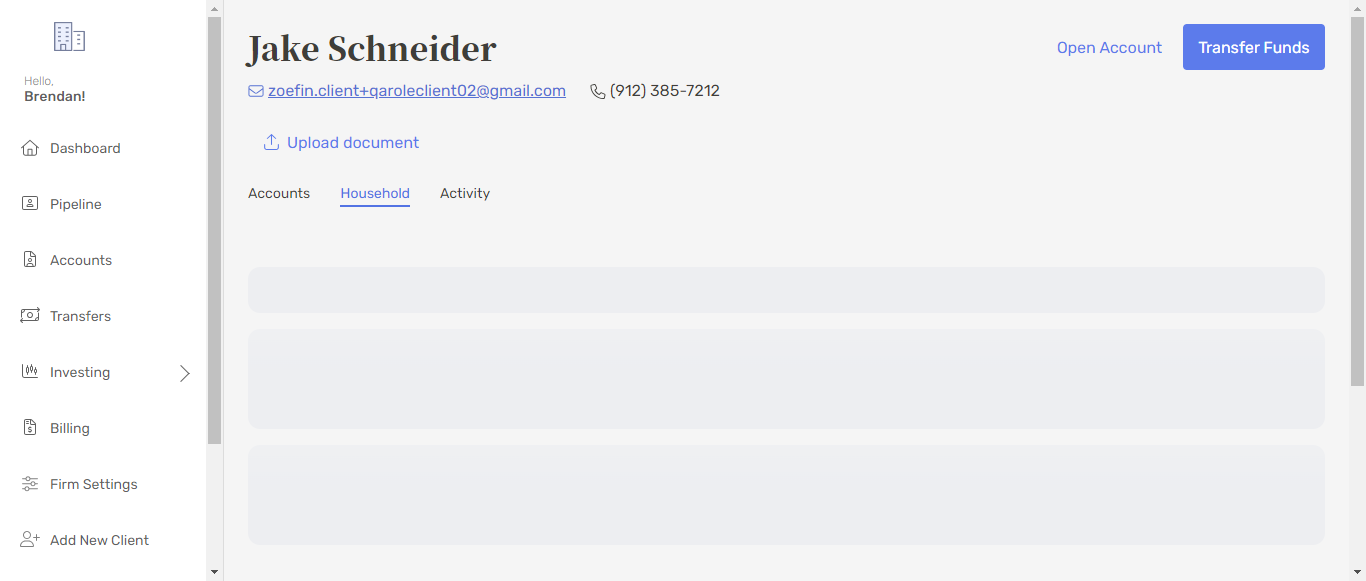 Hello,
Brendan!
Dashboard
Pipeline
Accounts
Transfers
Investing
Billing
Firm Settings
Add New Client
Jake Schneider
Open Account
Transfer Funds
zoefin.client+qaroleclient02@gmail.com
(912) 385-7212
Upload document
Accounts Household Activity